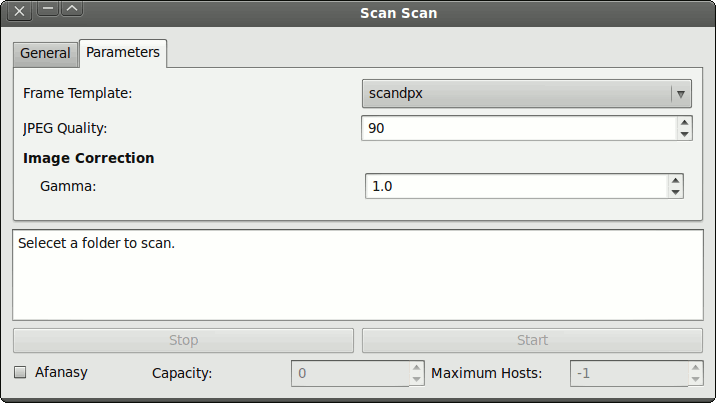 Scan Scan
General Parameters
Frame Template: scandpx
JPEG Quality: 90
Image Correction
Gamma: 1.0
Selecet a folder to scan.
Stop Start
Afanasy Capacity: 0 Maximum Hosts: -1